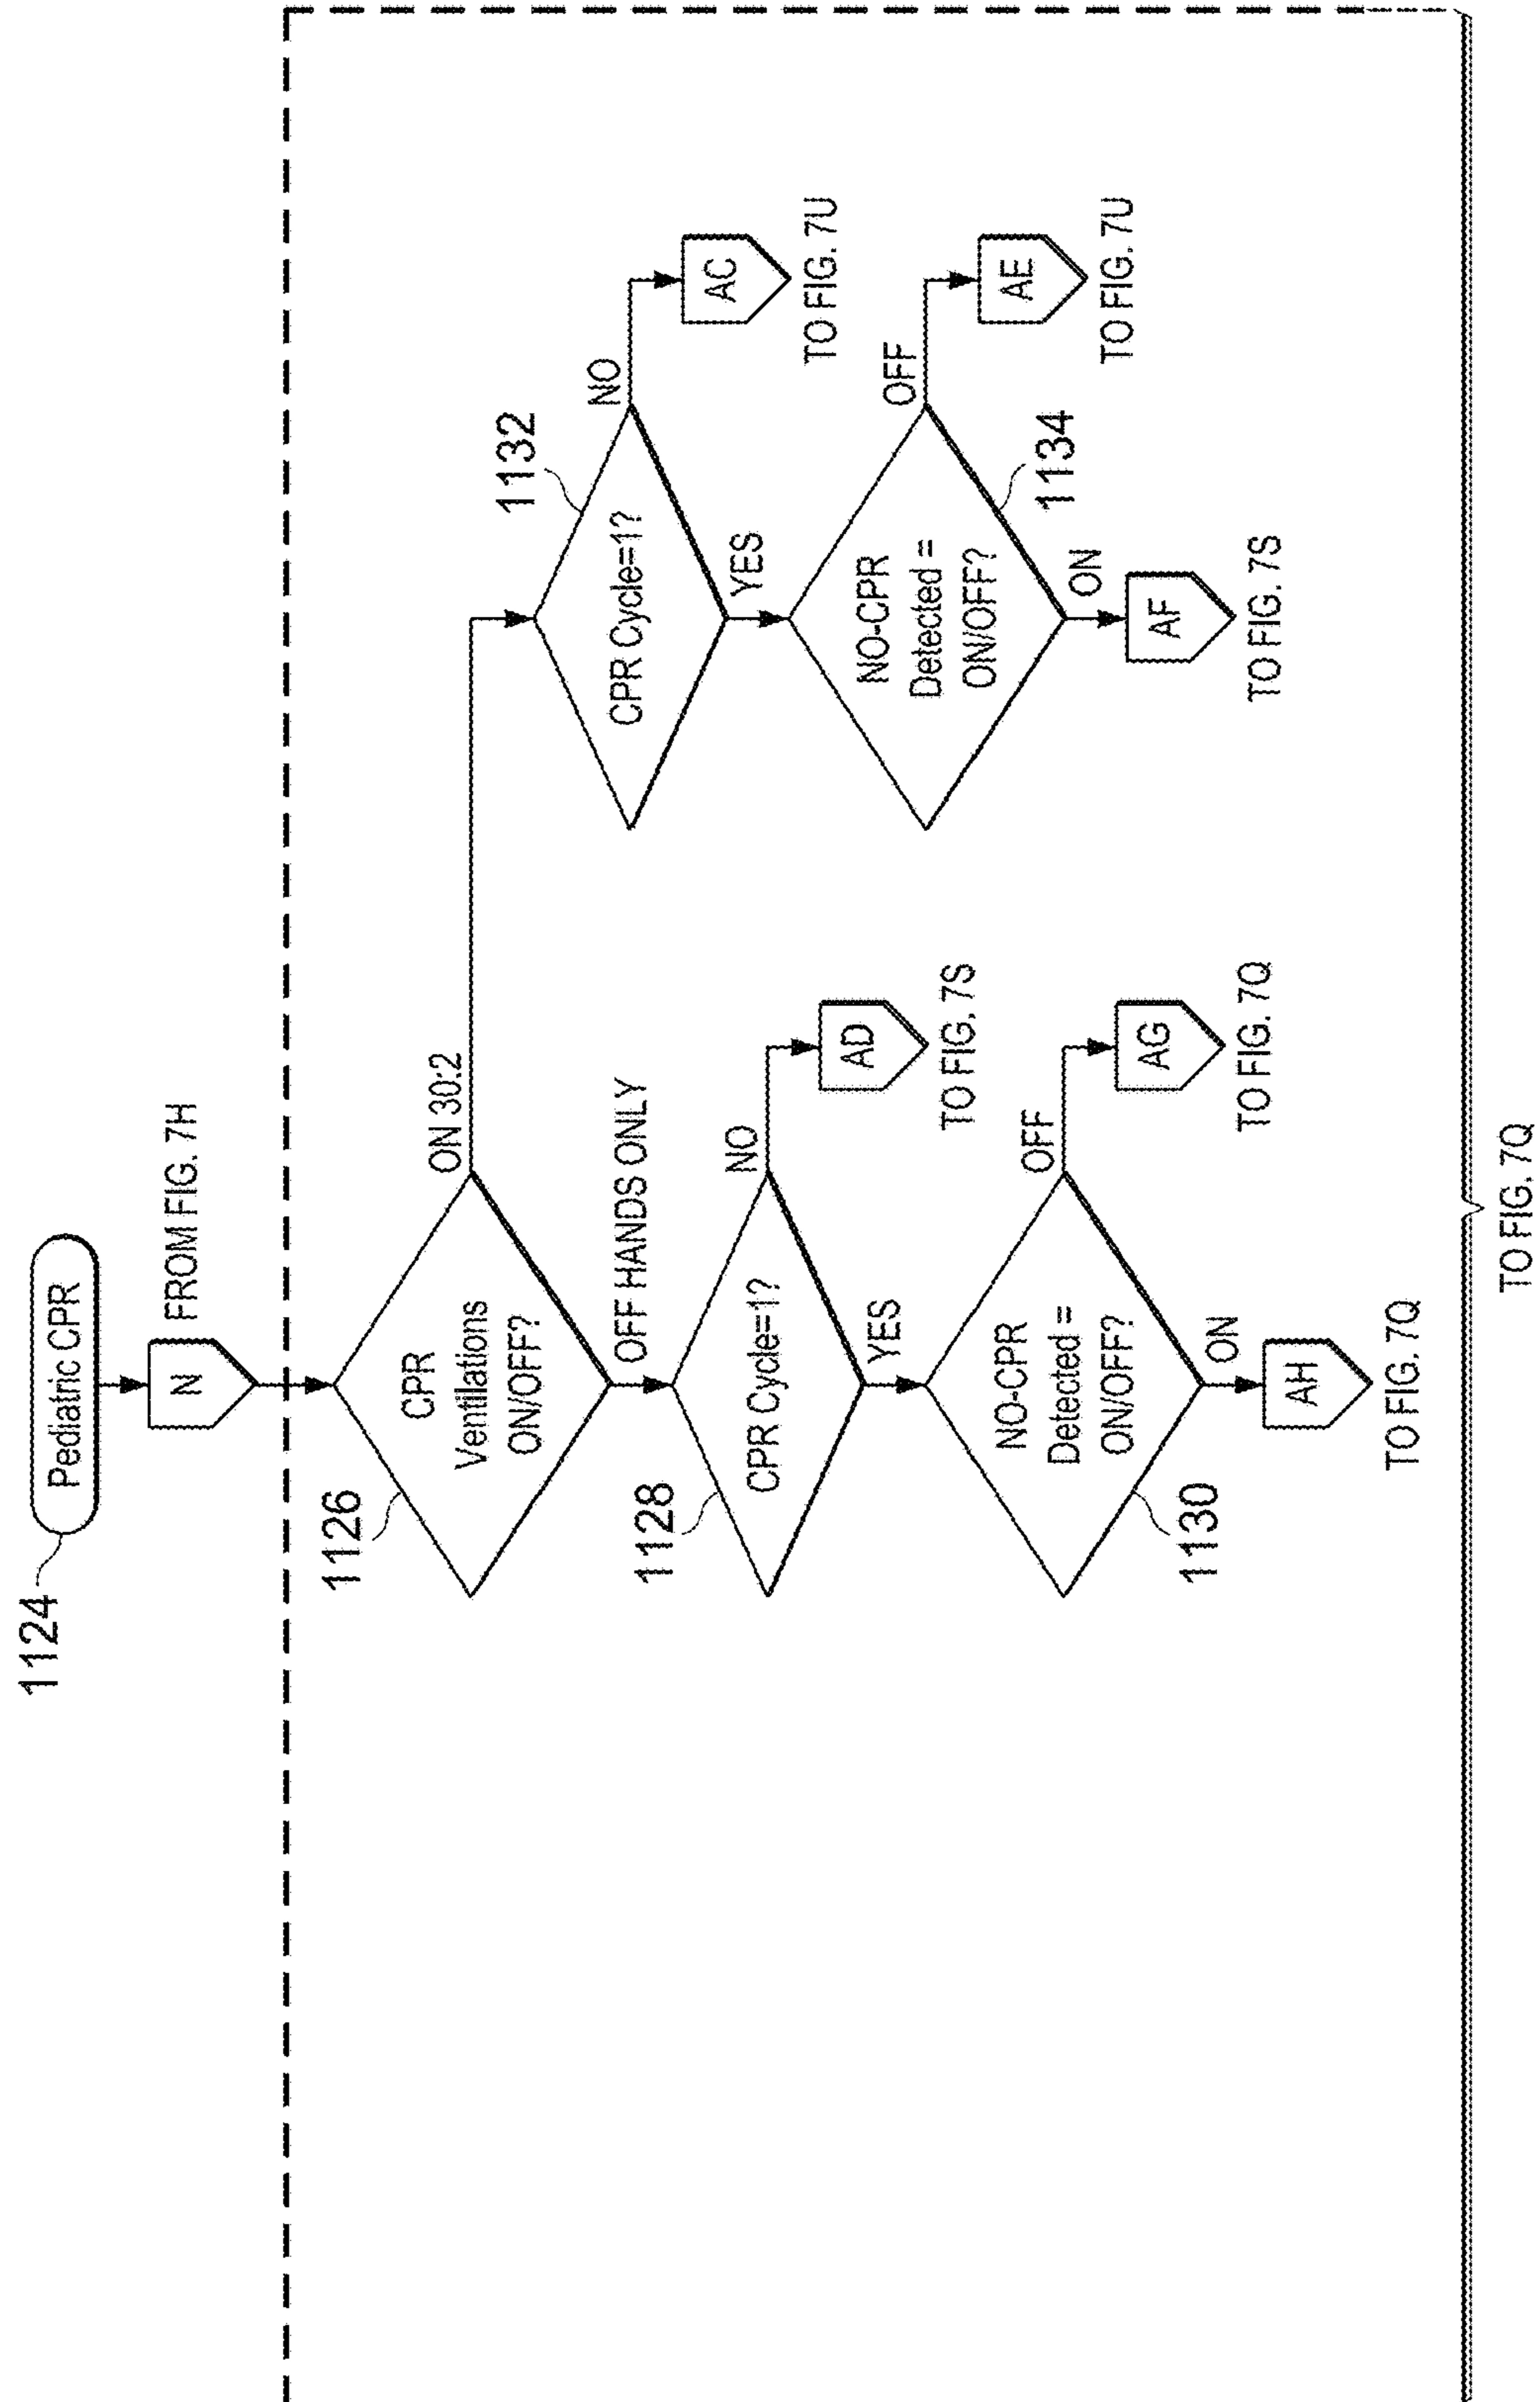 1124
Pediatric CPR
N
FROM FIG. 7H
1126
CPR
Ventilations
ON/OFF?
ON 30:2
OFF HANDS ONLY
1128
CPR Cycle=1?
NO
AD
TO FIG. 7S
YES
1130
NO-CPR
Detected =
ON/OFF?
OFF
AG
TO FIG. 7Q
ON
AH
TO FIG. 7Q
1132
CPR Cycle=1?
NO
AC
TO FIG. 7U
YES
1134
NO-CPR
Detected =
ON/OFF?
OFF
AE
TO FIG. 7U
ON
AF
TO FIG. 7S
TO FIG. 7Q